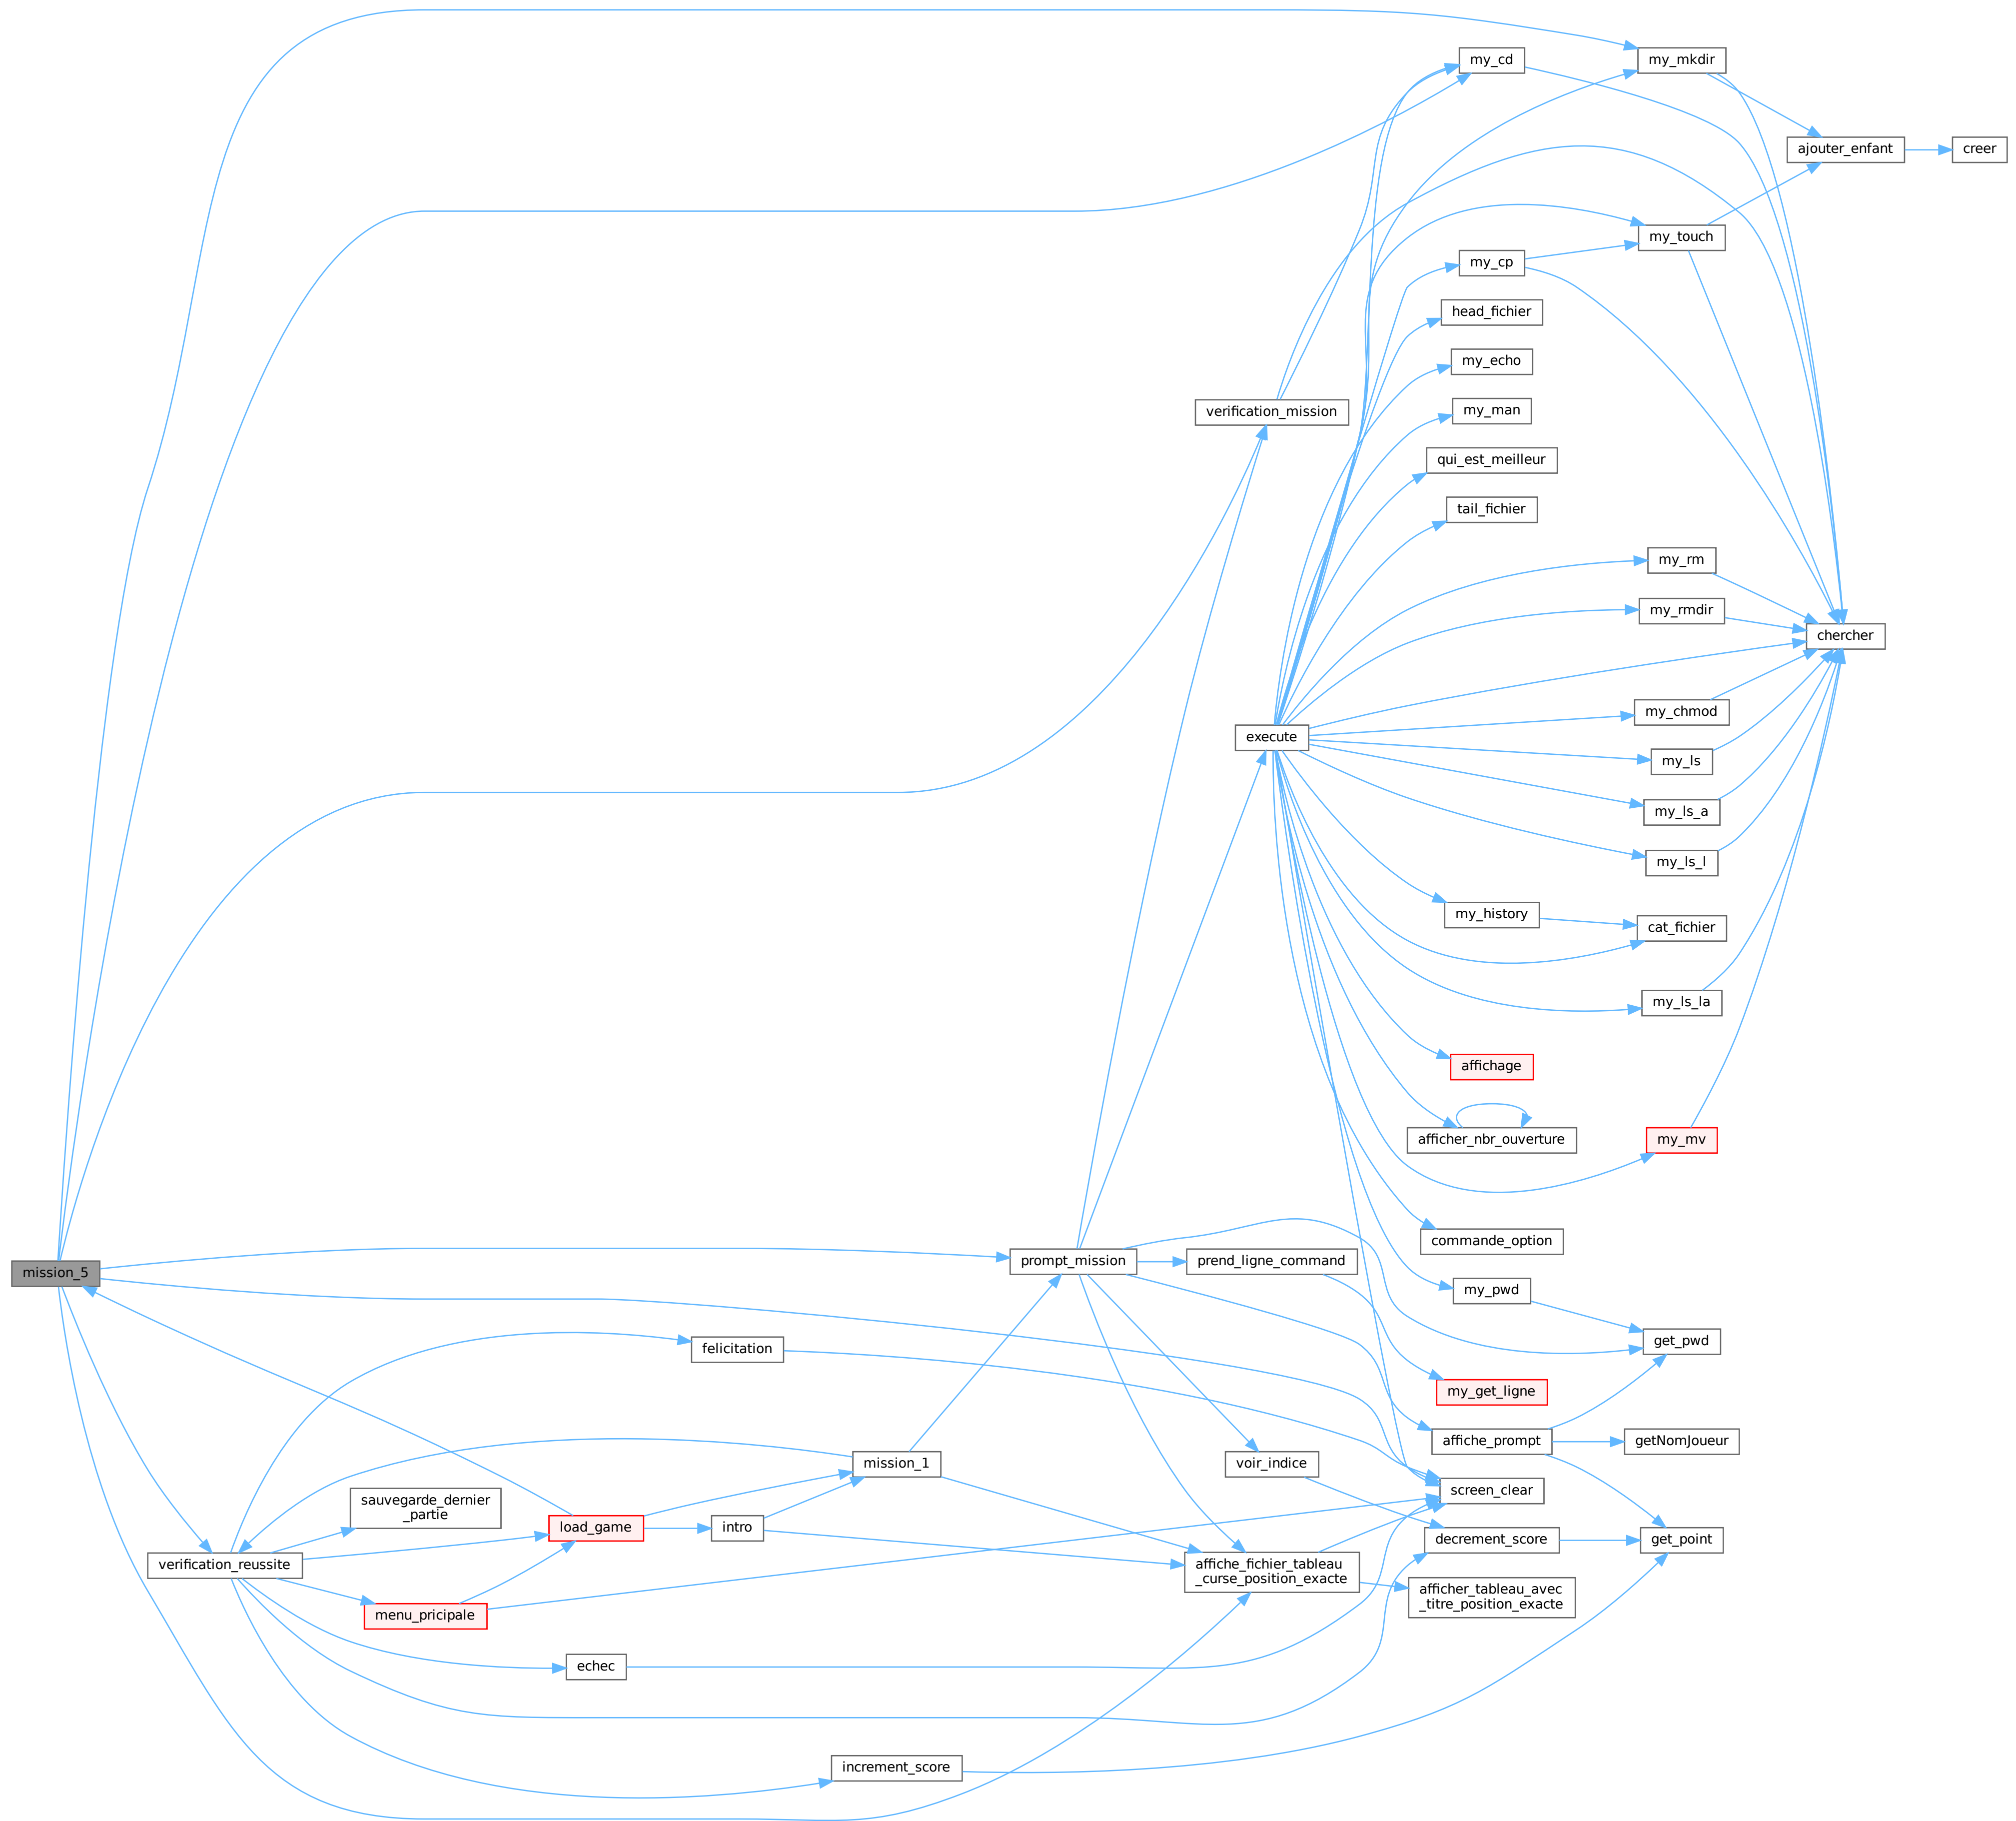 my_cd
my_mkdir
ajouter_enfant
creer
my_touch
my_cp
head_fichier
my_echo
verification_mission
my_man
qui_est_meilleur
tail_fichier
my_rm
my_rmdir
chercher
my_chmod
execute
my_ls
my_ls_a
my_ls_l
my_history
cat_fichier
my_ls_la
affichage
afficher_nbr_ouverture
my_mv
commande_option
mission_5
prompt_mission
prend_ligne_command
my_pwd
get_pwd
felicitation
my_get_ligne
affiche_prompt
getNomJoueur
mission_1
voir_indice
screen_clear
sauvegarde_dernier
_partie
load_game
intro
decrement_score
get_point
verification_reussite
affiche_fichier_tableau
_curse_position_exacte
afficher_tableau_avec
_titre_position_exacte
menu_pricipale
echec
increment_score